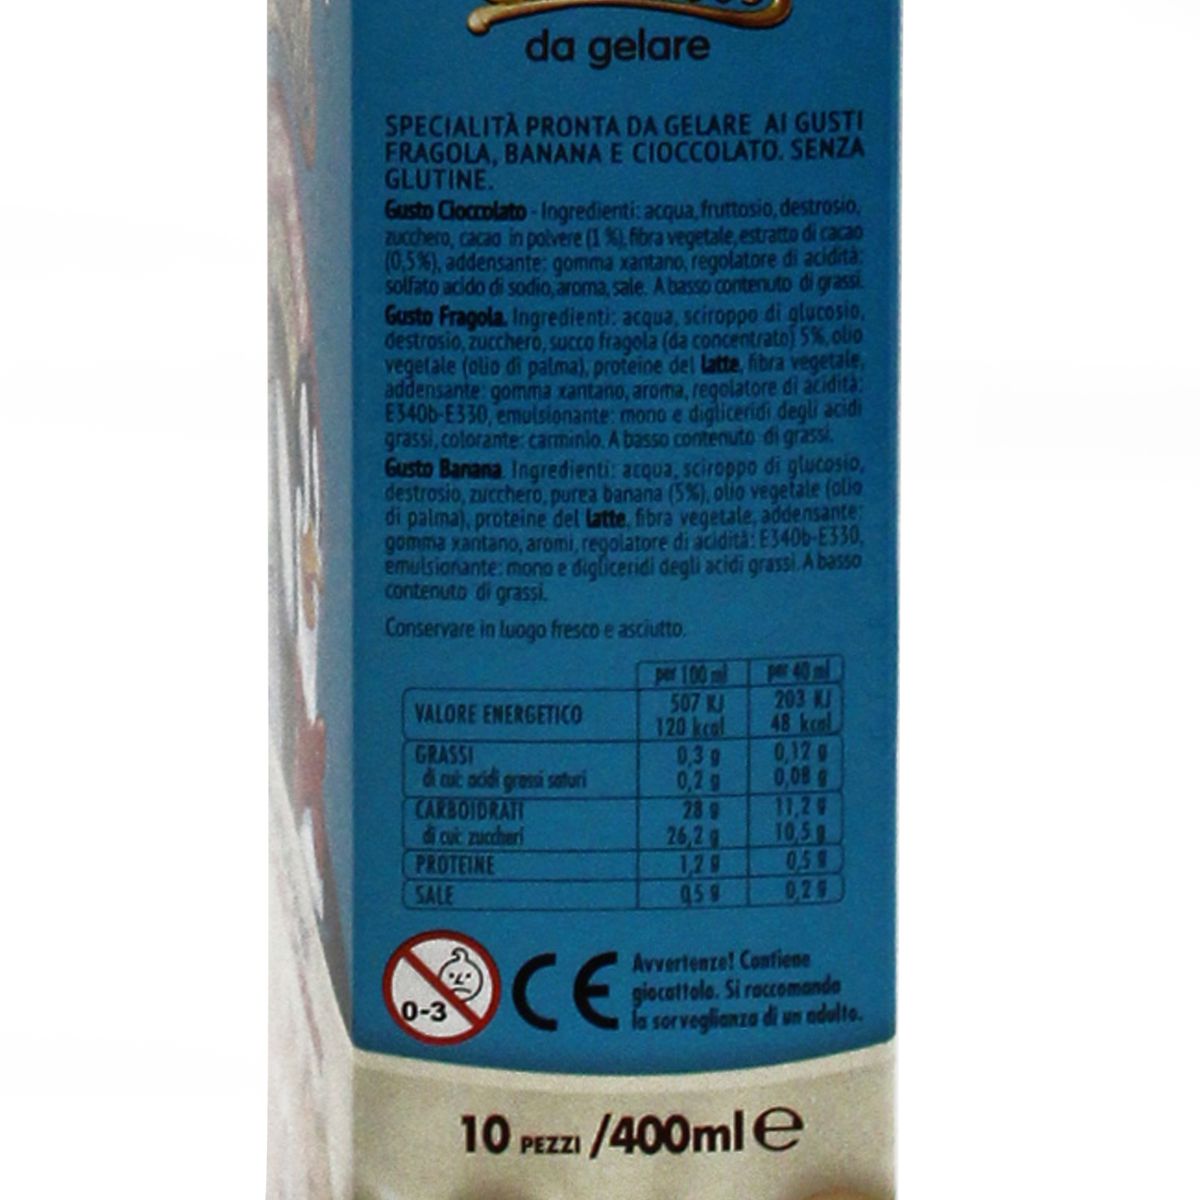 da gelare
SPECIALITÀ PRONTA DA GELARE AI GUSTI
FRAGOLA, BANANA E CIOCCOLATO. SENZA
GLUTINE.
Gusto Cioccolato - Ingredienti: acqua, fruttosio, destrosio,
zucchero, cacao in polvere (1 %), fibra vegetale, estratto di cacao
(0,5%), addensante: gomma xantano, regolatore di acidità:
solfato acido di sodio, aroma, sale. A basso contenuto di grassi.
Gusto Fragola. Ingredienti: acqua, sciroppo di glucosio,
destrosio, zucchero, succo fragola (da concentrato) 5%, olio
vegetale (olio di palma), proteine del latte, fibra vegetale,
addensante: gomma xantano, aroma, regolatore di acidità:
E340b-E330, emulsionante: mono e digliceridi degli acidi
grassi, colorante: carminio. A basso contenuto di grassi.
Gusto Banana. Ingredienti: acqua, sciroppo di glucosio,
destrosio, zucchero, purea banana (5%), olio vegetale (olio
di palma), proteine del latte, fibra vegetale, addensante:
gomma xantano, aromi, regolatore di acidità: E340b-E330,
emulsionante: mono e digliceridi degli acidi grassi. A basso
contenuto di grassi.
Conservare in luogo fresco e asciutto.
per 100 ml per 40 ml
VALORE ENERGETICO 507 KJ 203 KJ
120 kcal 48 kcal
GRASSI 0,3 g 0,12 g
di cui: acidi grassi saturi 0,2 g 0,08 g
CARBOIDRATI 28 g 11,2 g
di cui: zuccheri 26,2 g 10,5 g
PROTEINE 1,2 g 0,5 g
SALE 0,5 g 0,2 g
0-3 CE Avvertenze! Contiene
giocattolo. Si raccomanda
la sorveglianza di un adulto.
10 PEZZI /400ml e